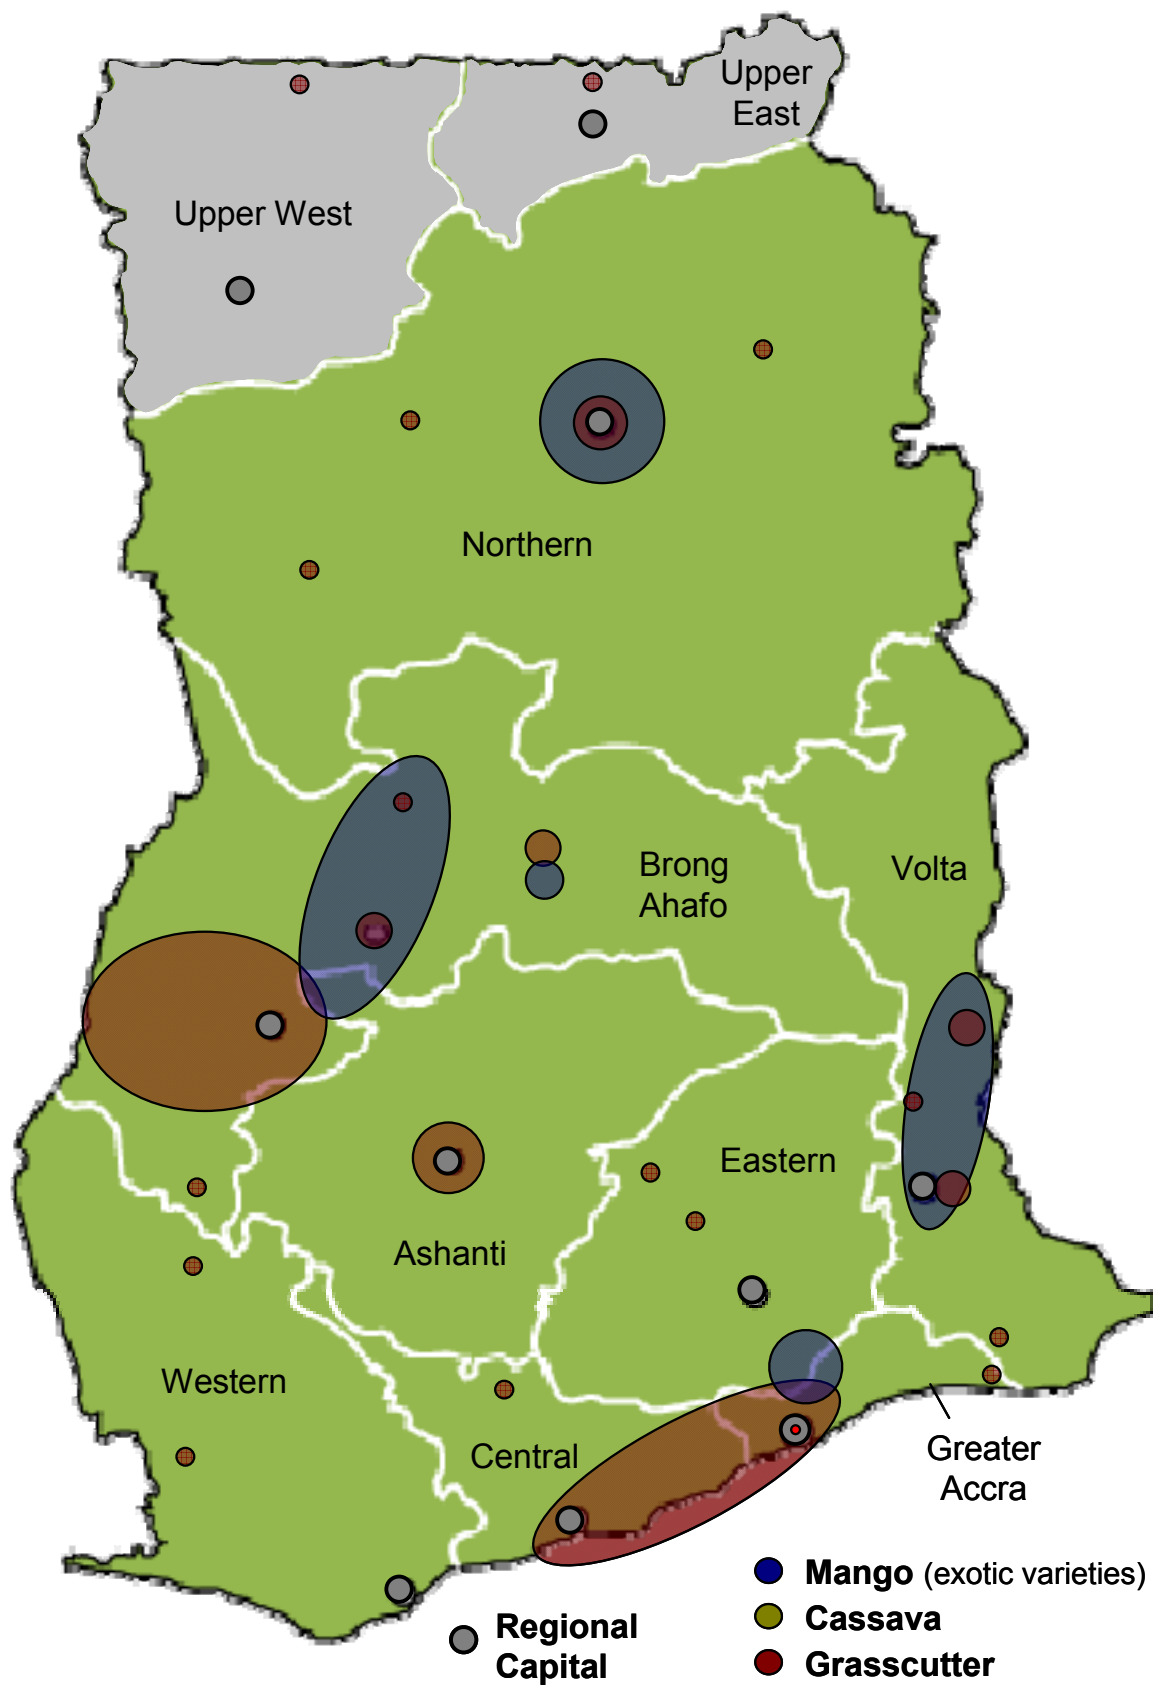 Upper
East
Upper West
Northern
Brong
Ahafo
Volta
Eastern
Ashanti
Western
Central
Greater
Accra
Mango (exotic varieties)
Cassava
Grasscutter
Regional
Capital